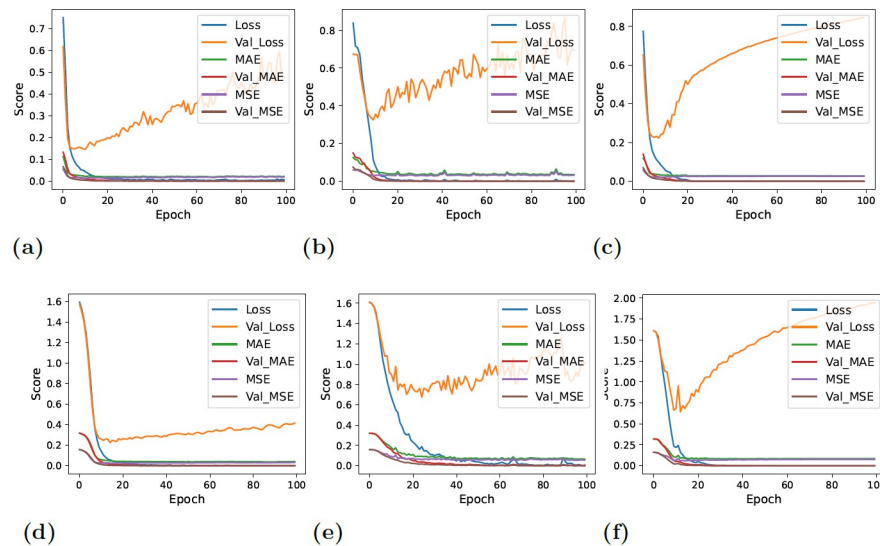 Loss
Val_Loss
MAE
Val_MAE
MSE
Val_MSE
0.7
0.6
0.5
0.4
0.3
0.2
0.1
0.0
Score
0 20 40 60 80 100
Epoch
(a)
Loss
Val_Loss
MAE
Val_MAE
MSE
Val_MSE
0.8
0.6
0.4
0.2
0.0
Score
0 20 40 60 80 100
Epoch
(b)
Loss
Val_Loss
MAE
Val_MAE
MSE
Val_MSE
0.8
0.6
0.4
0.2
0.0
Score
0 20 40 60 80 100
Epoch
(c)
Loss
Val_Loss
MAE
Val_MAE
MSE
Val_MSE
1.6
1.4
1.2
1.0
0.8
0.6
0.4
0.2
0.0
Score
0 20 40 60 80 100
Epoch
(d)
Loss
Val_Loss
MAE
Val_MAE
MSE
Val_MSE
1.6
1.4
1.2
1.0
0.8
0.6
0.4
0.2
0.0
Score
0 20 40 60 80 100
Epoch
(e)
Loss
Val_Loss
MAE
Val_MAE
MSE
Val_MSE
2.00
1.75
1.50
1.25
1.00
0.75
0.50
0.25
0.00
Score
0 20 40 60 80 100
Epoch
(f)